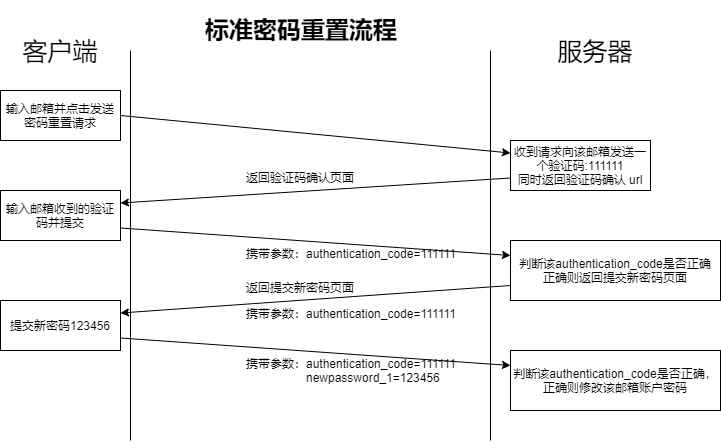 标准密码重置流程
客户端
服务器
输入邮箱并点击发送
密码重置请求
收到请求向该邮箱发送一
个验证码:111111
同时返回验证码确认 url
返回验证码确认页面
输入邮箱收到的验证
码并提交
携带参数：authentication_code=111111
判断该authentication_code是否正确
正确则返回提交新密码页面
返回提交新密码页面
携带参数：authentication_code=111111
提交新密码123456
携带参数：authentication_code=111111
newpassword_1=123456
判断该authentication_code是否正确，
正确则修改该邮箱账户密码